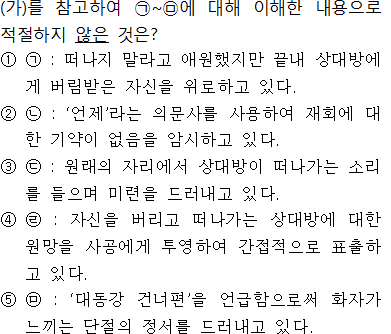 (가)를 참고하여 ㉠~㉤에 대해 이해한 내용으로
적절하지 않은 것은?
① ㉠ : 떠나지 말라고 애원했지만 끝내 상대방에
게 버림받은 자신을 위로하고 있다.
② ㉡ : ‘언제’라는 의문사를 사용하여 재회에 대
한 기약이 없음을 암시하고 있다.
③ ㉢ : 원래의 자리에서 상대방이 떠나가는 소리
를 들으며 미련을 드러내고 있다.
④ ㉣ : 자신을 버리고 떠나가는 상대방에 대한
원망을 사공에게 투영하여 간접적으로 표출하
고 있다.
⑤ ㉤ : ‘대동강 건너편’을 언급함으로써 화자가
느끼는 단절의 정서를 드러내고 있다.